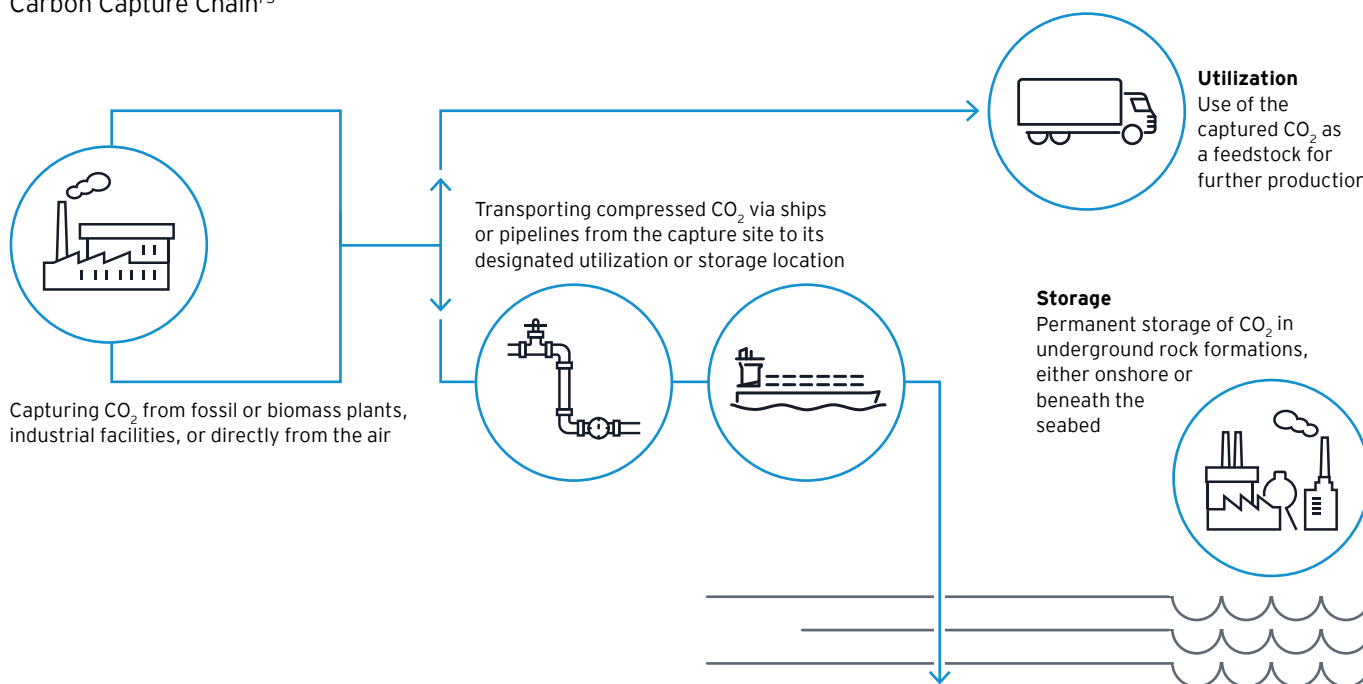 Carbon Capture Chain⁷⁵
Utilization
Use of the
captured CO₂ as
a feedstock for
further production
Transporting compressed CO₂ via ships
or pipelines from the capture site to its
designated utilization or storage location
Storage
Permanent storage of CO₂ in
underground rock formations,
either onshore or
beneath the
seabed
Capturing CO₂ from fossil or biomass plants,
industrial facilities, or directly from the air